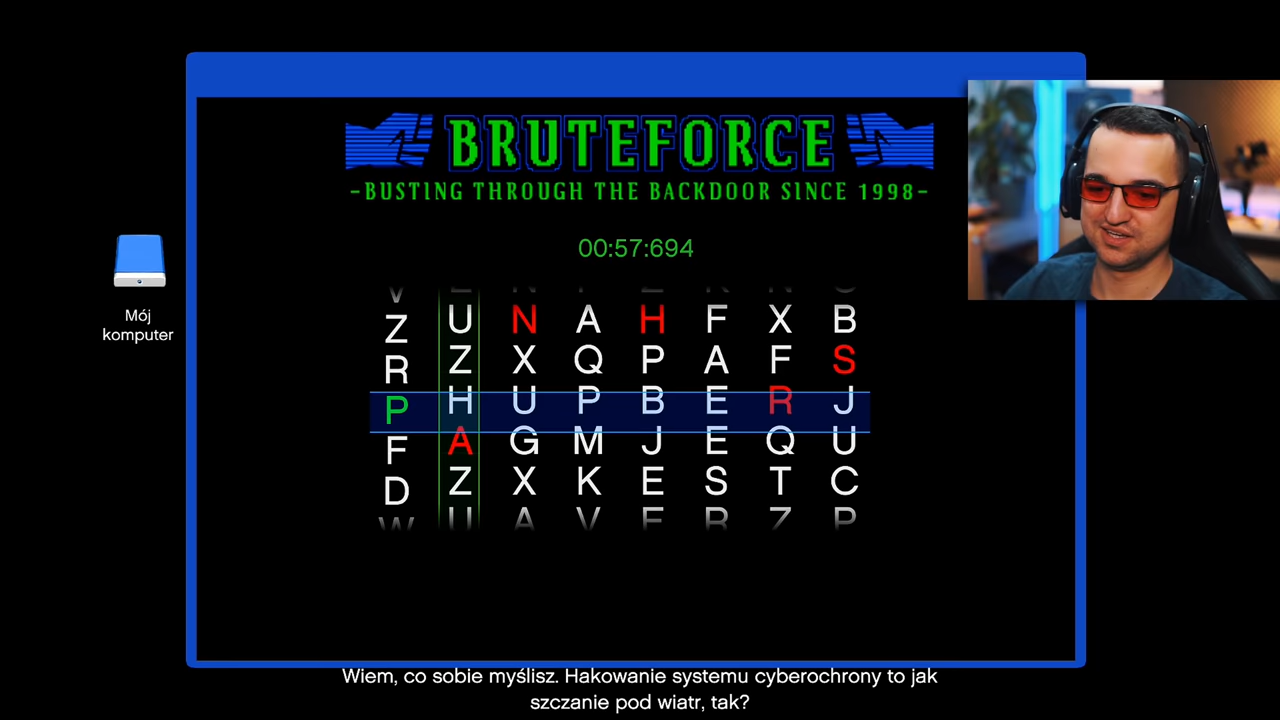 BRUTEFORCE
-BUSTING THROUGH THE BACKDOOR SINCE 1998-
00:57:694
Z U N A H F X B
R Z X Q P A F S
P H U P B E R J
F A G M J E Q U
D Z X K E S T C
W U A V E R Z P
Mój
komputer
Wiem, co sobie myślisz. Hakowanie systemu cyberochrony to jak
szczanie pod wiatr, tak?